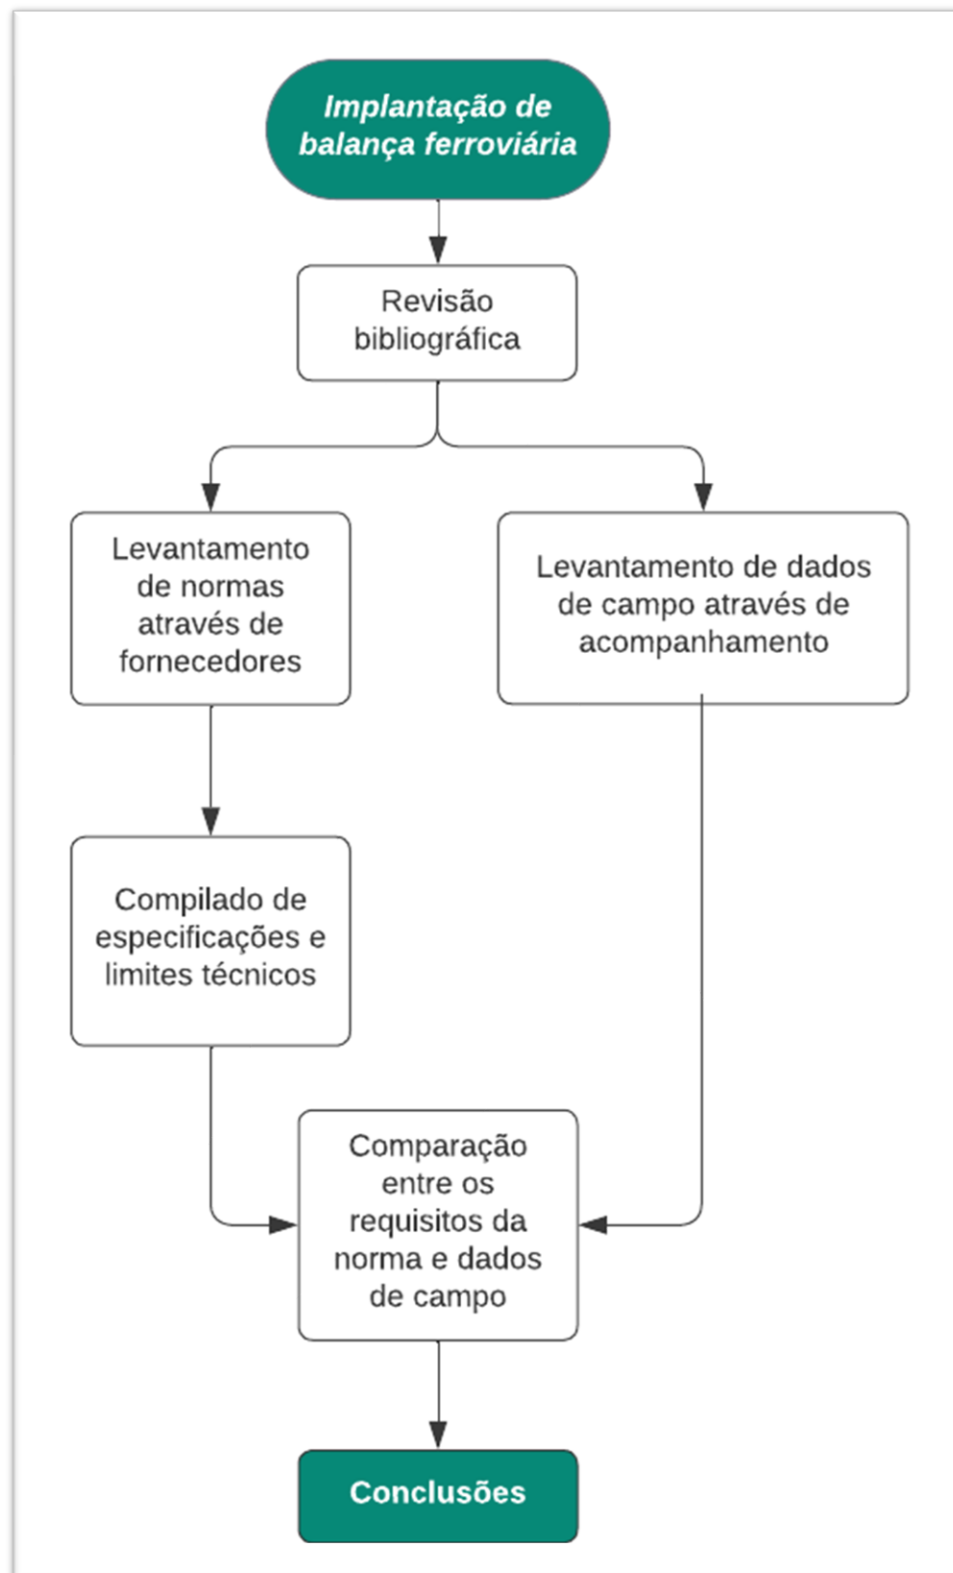 Implantação de
balança ferroviária
Revisão
bibliográfica
Levantamento
de normas
através de
fornecedores
Levantamento de dados
de campo através de
acompanhamento
Compilado de
especificações e
limites técnicos
Comparação
entre os
requisitos da
norma e dados
de campo
Conclusões